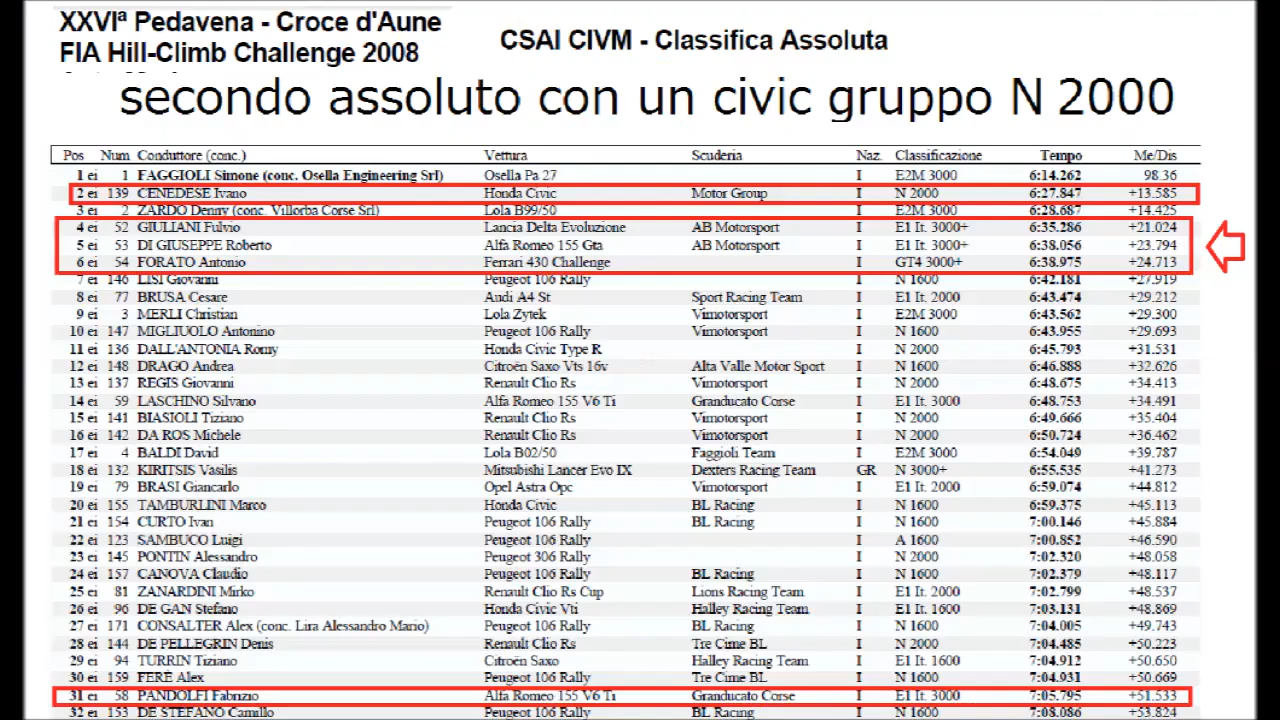 XXVIª Pedavena - Croce d'Aune
FIA Hill-Climb Challenge 2008
CSAI CIVM - Classifica Assoluta
secondo assoluto con un civic gruppo N 2000
Pos Num Conduttore (conc.) Vettura Scuderia Naz. Classificazione Tempo Me/Dis
1 ei 1 FAGGIOLI Simone (conc. Osella Engineering Srl) Osella Pa 27 I E2M 3000 6:14.262 98.36
2 ei 139 CENEDESE Ivano Honda Civic Motor Group I N 2000 6:27.847 +13.585
3 ei 2 ZARDO Denny (conc. Villorba Corse Srl) Lola B99/50 I E2M 3000 6:28.687 +14.425
4 ei 52 GIULIANI Fulvio Lancia Delta Evoluzione AB Motorsport I E1 It. 3000+ 6:35.286 +21.024
5 ei 53 DI GIUSEPPE Roberto Alfa Romeo 155 Gta AB Motorsport I E1 It. 3000+ 6:38.056 +23.794
6 ei 54 FORATO Antonio Ferrari 430 Challenge I GT4 3000+ 6:38.975 +24.713
7 ei 146 LISI Giovanni Peugeot 106 Rally I N 1600 6:42.181 +27.919
8 ei 77 BRUSA Cesare Audi A4 St Sport Racing Team I E1 It. 2000 6:43.474 +29.212
9 ei 3 MERLI Christian Lola Zytek Vimotorsport I E2M 3000 6:43.562 +29.300
10 ei 147 MIGLIUOLO Antonino Peugeot 106 Rally Vimotorsport I N 1600 6:43.955 +29.693
11 ei 136 DALL'ANTONIA Romy Honda Civic Type R I N 2000 6:45.793 +31.531
12 ei 148 DRAGO Andrea Citroën Saxo Vts 16v Alta Valle Motor Sport I N 1600 6:46.888 +32.626
13 ei 137 REGIS Giovanni Renault Clio Rs Vimotorsport I N 2000 6:48.675 +34.413
14 ei 59 LASCHINO Silvano Alfa Romeo 155 V6 Ti Granducato Corse I E1 It. 3000 6:48.753 +34.491
15 ei 141 BIASIOLI Tiziano Renault Clio Rs Vimotorsport I N 2000 6:49.666 +35.404
16 ei 142 DA ROS Michele Renault Clio Rs Vimotorsport I N 2000 6:50.724 +36.462
17 ei 4 BALDI David Lola B02/50 Faggioli Team I E2M 3000 6:54.049 +39.787
18 ei 132 KIRITSIS Vasilis Mitsubishi Lancer Evo IX Dexters Racing Team GR N 3000+ 6:55.535 +41.273
19 ei 79 BRASI Giancarlo Opel Astra Opc Vimotorsport I E1 It. 2000 6:59.074 +44.812
20 ei 155 TAMBURLINI Marco Honda Civic BL Racing I N 1600 6:59.375 +45.113
21 ei 154 CURTO Ivan Peugeot 106 Rally BL Racing I N 1600 7:00.146 +45.884
22 ei 123 SAMBUCO Luigi Peugeot 106 Rally I A 1600 7:00.852 +46.590
23 ei 145 PONTIN Alessandro Peugeot 306 Rally I N 2000 7:02.320 +48.058
24 ei 157 CANOVA Claudio Peugeot 106 Rally BL Racing I N 1600 7:02.379 +48.117
25 ei 81 ZANARDINI Mirko Renault Clio Rs Cup Lions Racing Team I E1 It. 2000 7:02.799 +48.537
26 ei 96 DE GAN Stefano Honda Civic Vti Halley Racing Team I E1 It. 1600 7:03.131 +48.869
27 ei 171 CONSALTER Alex (conc. Lira Alessandro Mario) Peugeot 106 Rally BL Racing I N 1600 7:04.005 +49.743
28 ei 144 DE PELLEGRIN Denis Renault Clio Rs Tre Cime BL I N 2000 7:04.485 +50.223
29 ei 94 TURRIN Tiziano Citroën Saxo Halley Racing Team I E1 It. 1600 7:04.912 +50.650
30 ei 159 FERÈ Alex Peugeot 106 Rally Tre Cime BL I N 1600 7:04.931 +50.669
31 ei 58 PANDOLFI Fabrizio Alfa Romeo 155 V6 Ti Granducato Corse I E1 It. 3000 7:05.795 +51.533
32 ei 153 DE STEFANO Camillo Peugeot 106 Rally BL Racing I N 1600 7:08.086 +53.824